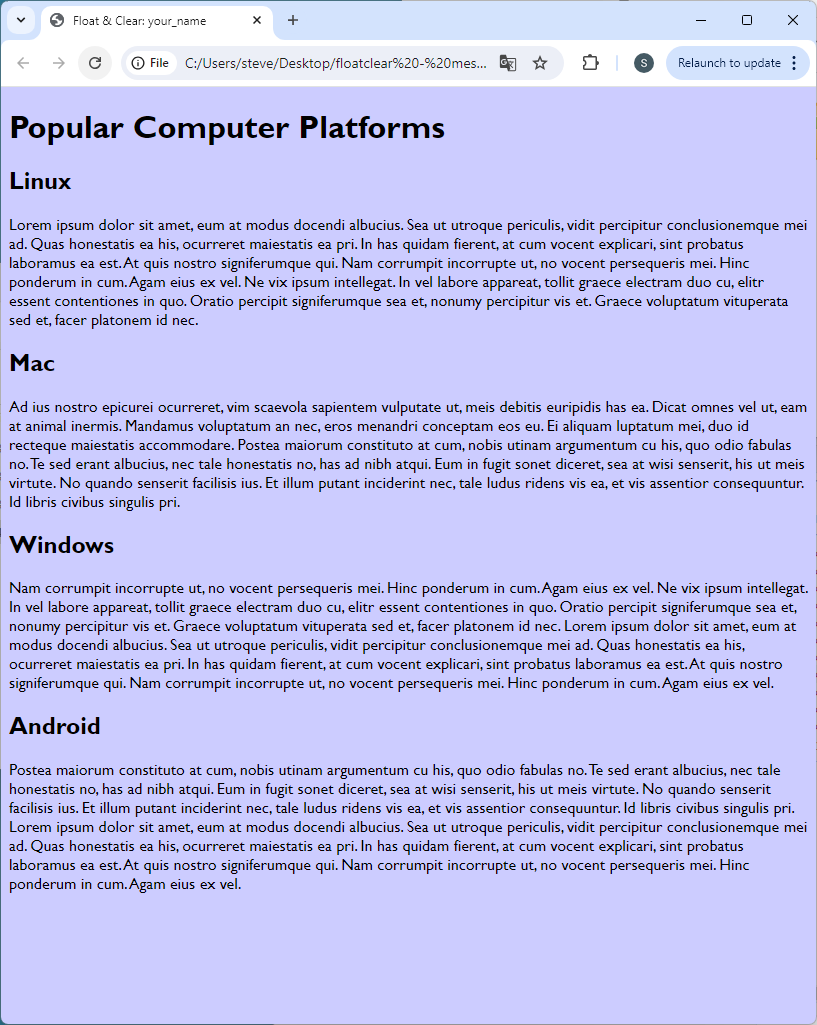 Float & Clear: your_name
File
C:/Users/steve/Desktop/floatclear%20-%20mes...
S
Relaunch to update
Popular Computer Platforms
Linux
Lorem ipsum dolor sit amet, eum at modus docendi albucius. Sea ut utroque periculis, vidit percipitur conclusionemque mei
ad. Quas honestatis ea his, ocurreret maiestatis ea pri. In has quidam fierent, at cum vocent explicari, sint probatus
laboramus ea est. At quis nostro signiferumque qui. Nam corrumpit incorrupte ut, no vocent persequeris mei. Hinc
ponderum in cum. Agam eius ex vel. Ne vix ipsum intellegat. In vel labore appareat, tollit graece electram duo cu, elitr
essent contentiones in quo. Oratio percipit signiferumque sea et, nonumy percipitur vis et. Graece voluptatum vituperata
sed et, facer platonem id nec.
Mac
Ad ius nostro epicurei ocurreret, vim scaevola sapientem vulputate ut, meis debitis euripidis has ea. Dicat omnes vel ut, eam
at animal inermis. Mandamus voluptatum an nec, eros menandri conceptam eos eu. Ei aliquam luptatum mei, duo id
recteque maiestatis accommodare. Postea maiorum constituto at cum, nobis utinam argumentum cu his, quo odio fabulas
no. Te sed erant albucius, nec tale honestatis no, has ad nibh atqui. Eum in fugit sonet diceret, sea at wisi senserit, his ut meis
virtute. No quando senserit facilisis ius. Et illum putant inciderint nec, tale ludus ridens vis ea, et vis assentior consequuntur.
Id libris civibus singulis pri.
Windows
Nam corrumpit incorrupte ut, no vocent persequeris mei. Hinc ponderum in cum. Agam eius ex vel. Ne vix ipsum intellegat.
In vel labore appareat, tollit graece electram duo cu, elitr essent contentiones in quo. Oratio percipit signiferumque sea et,
nonumy percipitur vis et. Graece voluptatum vituperata sed et, facer platonem id nec. Lorem ipsum dolor sit amet, eum at
modus docendi albucius. Sea ut utroque periculis, vidit percipitur conclusionemque mei ad. Quas honestatis ea his,
ocurreret maiestatis ea pri. In has quidam fierent, at cum vocent explicari, sint probatus laboramus ea est. At quis nostro
signiferumque qui. Nam corrumpit incorrupte ut, no vocent persequeris mei. Hinc ponderum in cum. Agam eius ex vel.
Android
Postea maiorum constituto at cum, nobis utinam argumentum cu his, quo odio fabulas no. Te sed erant albucius, nec tale
honestatis no, has ad nibh atqui. Eum in fugit sonet diceret, sea at wisi senserit, his ut meis virtute. No quando senserit
facilisis ius. Et illum putant inciderint nec, tale ludus ridens vis ea, et vis assentior consequuntur. Id libris civibus singulis pri.
Lorem ipsum dolor sit amet, eum at modus docendi albucius. Sea ut utroque periculis, vidit percipitur conclusionemque mei
ad. Quas honestatis ea his, ocurreret maiestatis ea pri. In has quidam fierent, at cum vocent explicari, sint probatus
laboramus ea est. At quis nostro signiferumque qui. Nam corrumpit incorrupte ut, no vocent persequeris mei. Hinc
ponderum in cum. Agam eius ex vel.